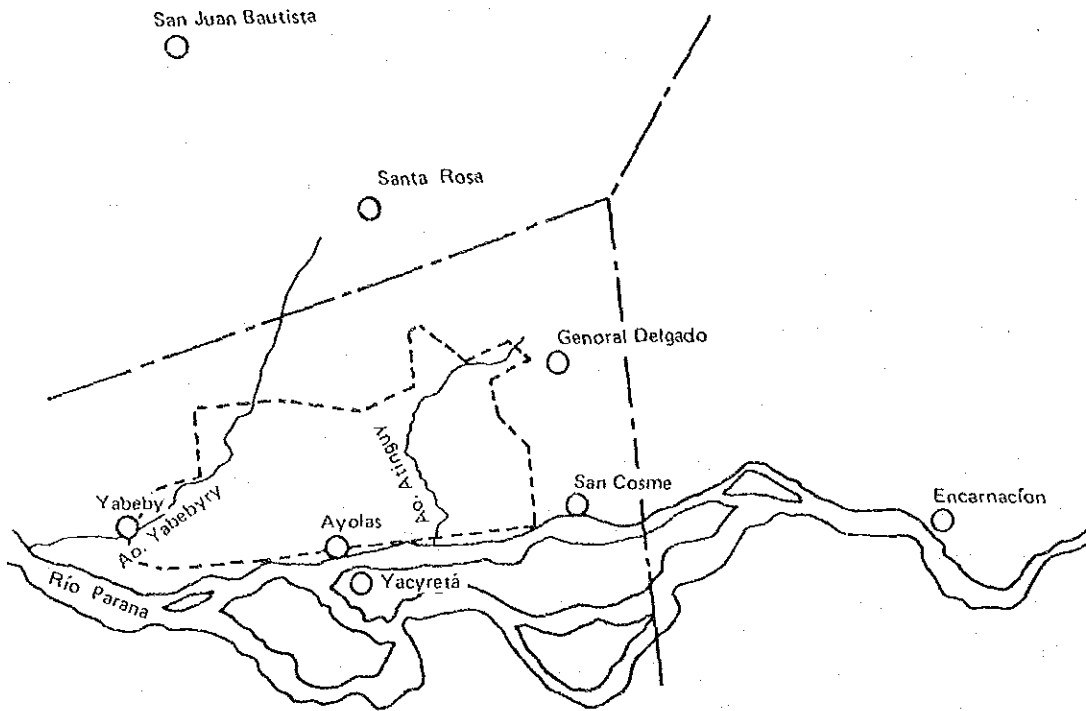 San Juan Bautista
Santa Rosa
Genoral Delgado
Ao. Atinguy
San Cosme
Yabeby
Ao. Yabebyry
Ayolas
Encarnacíon
Yacyretá
Río Parana